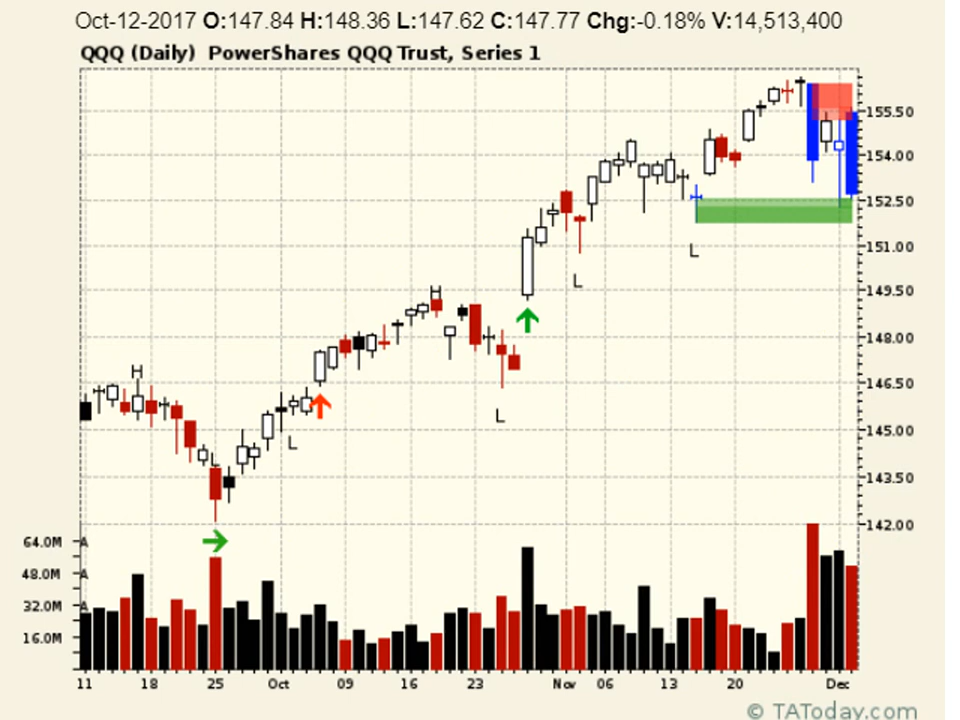 Oct-12-2017 O:147.84 H:148.36 L:147.62 C:147.77 Chg:-0.18% V:14,513,400
QQQ (Daily) PowerShares QQQ Trust, Series 1
155.50
154.00
152.50
L
151.00
L
149.50
H
148.00
H
146.50
L
145.00
L
143.50
142.00
64.0M A
48.0M A
32.0M A
16.0M
11 18 25 Oct 09 16 23 Nov 06 13 20 Dec
© TAToday.com